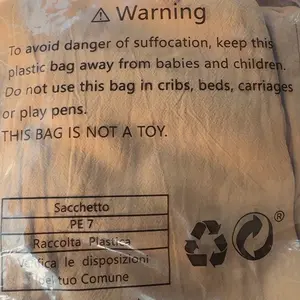 ⚠ Warning
To avoid danger of suffocation, keep this
plastic bag away from babies and children.
Do not use this bag in cribs, beds, carriages
or play pens.
THIS BAG IS NOT A TOY.
Sacchetto
PE 7
Raccolta Plastica
Verifica le disposizioni
del tuo Comune
®